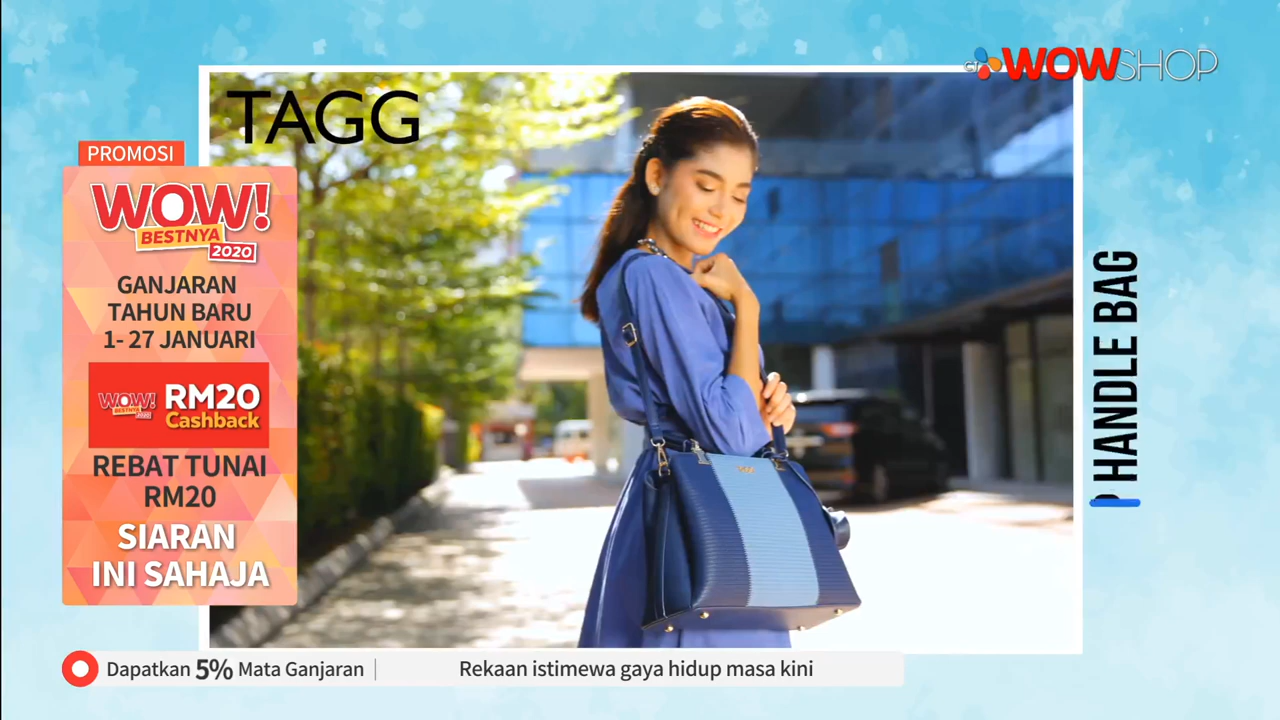 CJ WOWSHOP
TAGG
PROMOSI
WOW!
BESTNYA
2020
GANJARAN
TAHUN BARU
1- 27 JANUARI
WOW!
BESTNYA
2020
RM20
Cashback
REBAT TUNAI
RM20
SIARAN
INI SAHAJA
HANDLE BAG
Dapatkan 5% Mata Ganjaran
Rekaan istimewa gaya hidup masa kini